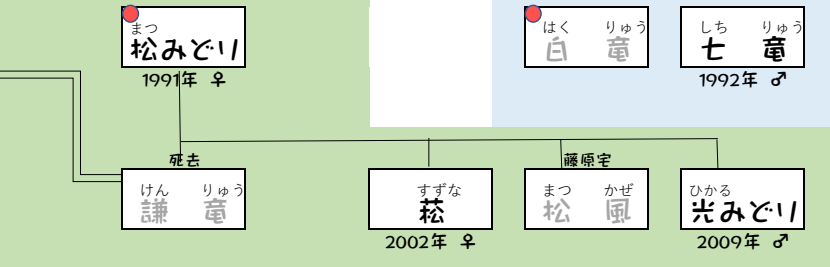 まつ
松みどり
1991年 ♀
はく りゅう
白 竜
しち りゅう
七 竜
1992年 ♂
死去
けん りゅう
謙 竜
すずな
菘
2002年 ♀
藤原宅
まつ かぜ
松 風
ひかる
光みどり
2009年 ♂